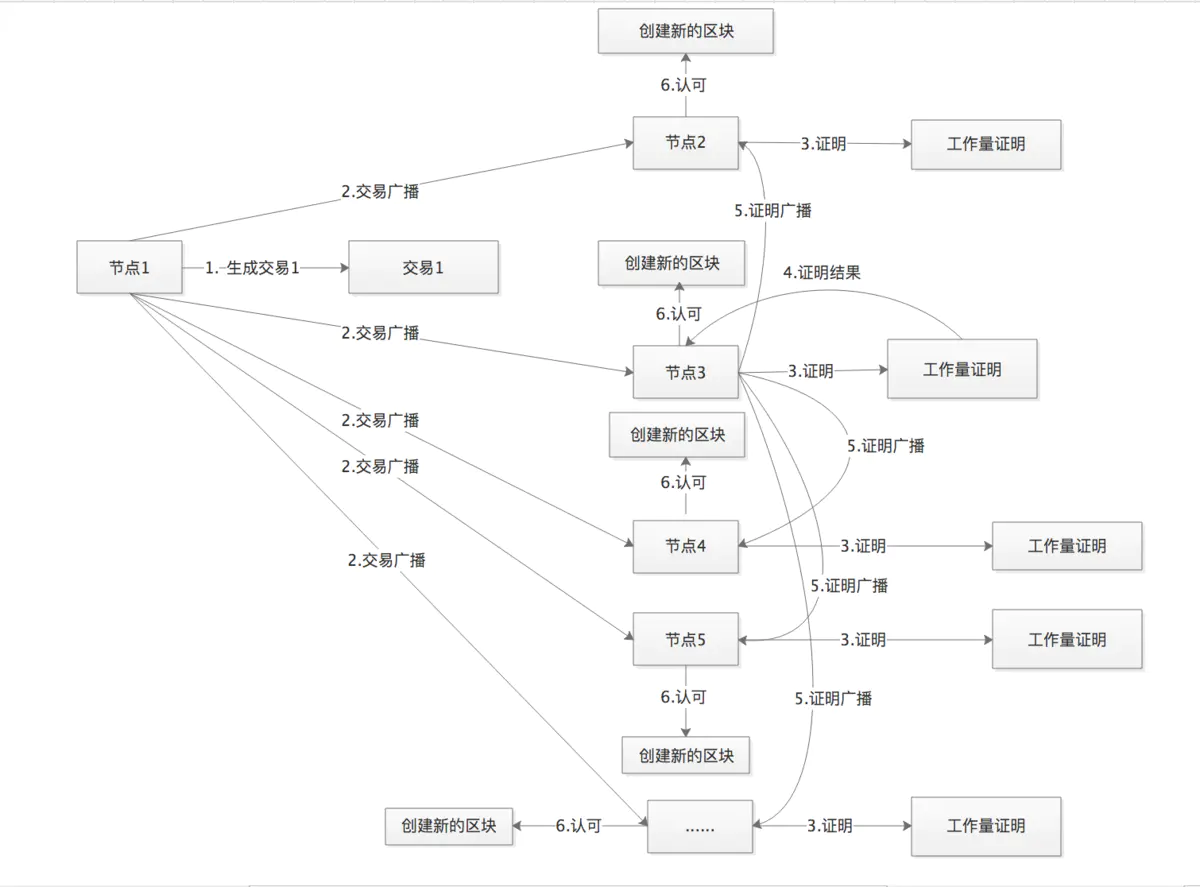 创建新的区块
6.认可
节点2
3.证明
工作量证明
2.交易广播
5.证明广播
节点1
1. 生成交易1
交易1
创建新的区块
4.证明结果
6.认可
2.交易广播
节点3
3.证明
工作量证明
2.交易广播
创建新的区块
5.证明广播
2.交易广播
6.认可
节点4
3.证明
工作量证明
2.交易广播
5.证明广播
节点5
3.证明
工作量证明
6.认可
5.证明广播
创建新的区块
创建新的区块
6.认可
......
3.证明
工作量证明